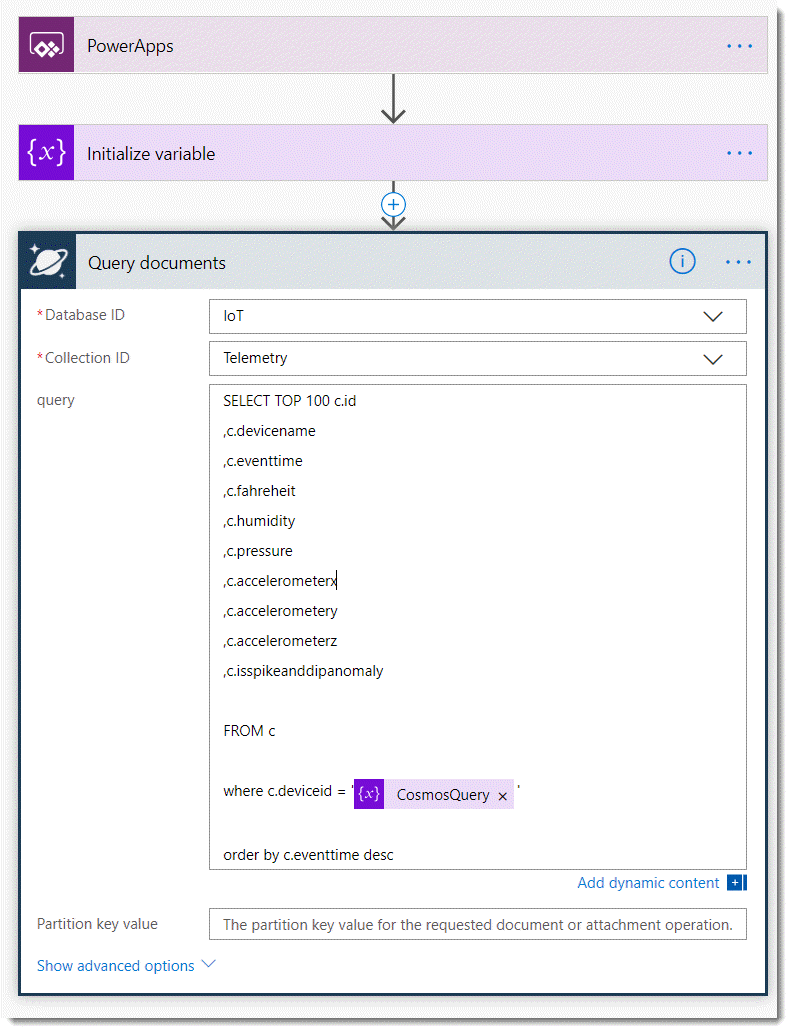 PowerApps
{x} Initialize variable
Query documents
*Database ID IoT
*Collection ID Telemetry
query SELECT TOP 100 c.id
,c.devicename
,c.eventtime
,c.fahreheit
,c.humidity
,c.pressure
,c.accelerometerx
,c.accelerometery
,c.accelerometerz
,c.isspikeanddipanomaly
FROM c
where c.deviceid = '{x} CosmosQuery × '
order by c.eventtime desc
Add dynamic content
Partition key value The partition key value for the requested document or attachment operation.
Show advanced options